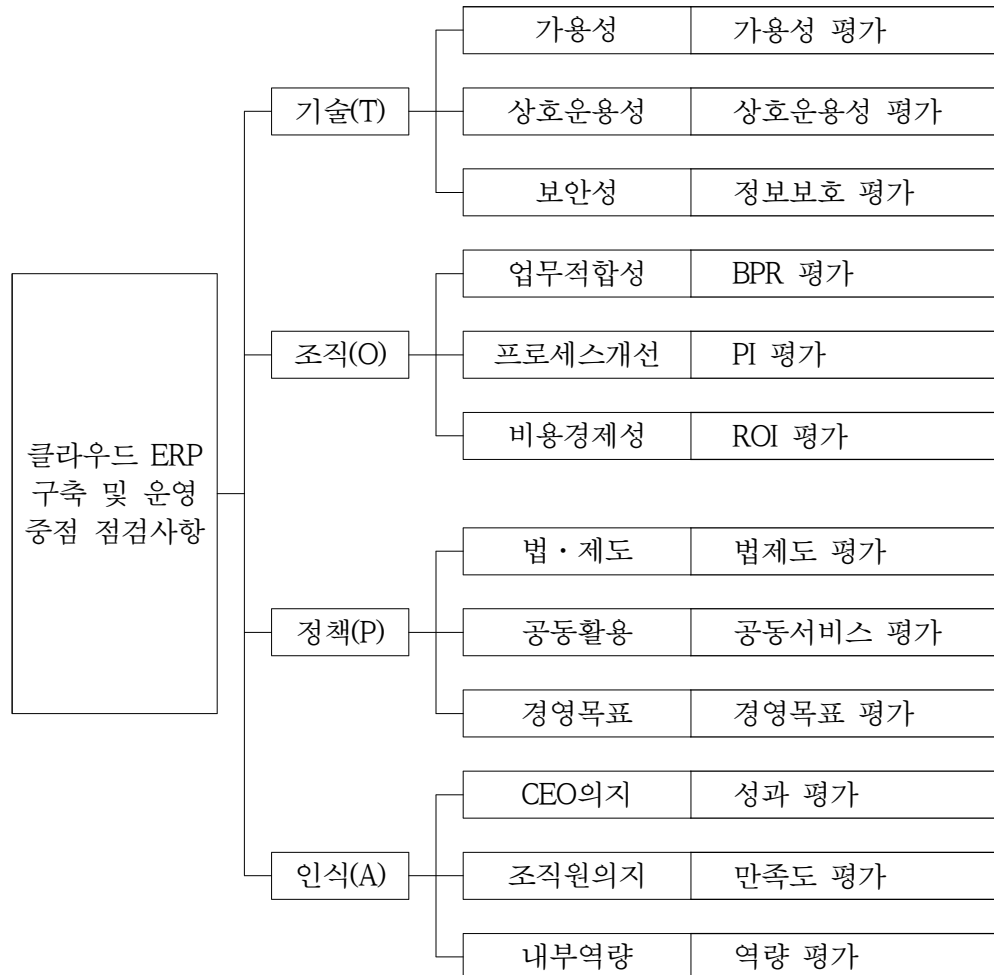 가용성 가용성 평가
기술(T) 상호운용성 상호운용성 평가
보안성 정보보호 평가
업무적합성 BPR 평가
조직(O) 프로세스개선 PI 평가
비용경제성 ROI 평가
클라우드 ERP
구축 및 운영
중점 점검사항
법・제도 법제도 평가
정책(P) 공동활용 공동서비스 평가
경영목표 경영목표 평가
CEO의지 성과 평가
인식(A) 조직원의지 만족도 평가
내부역량 역량 평가